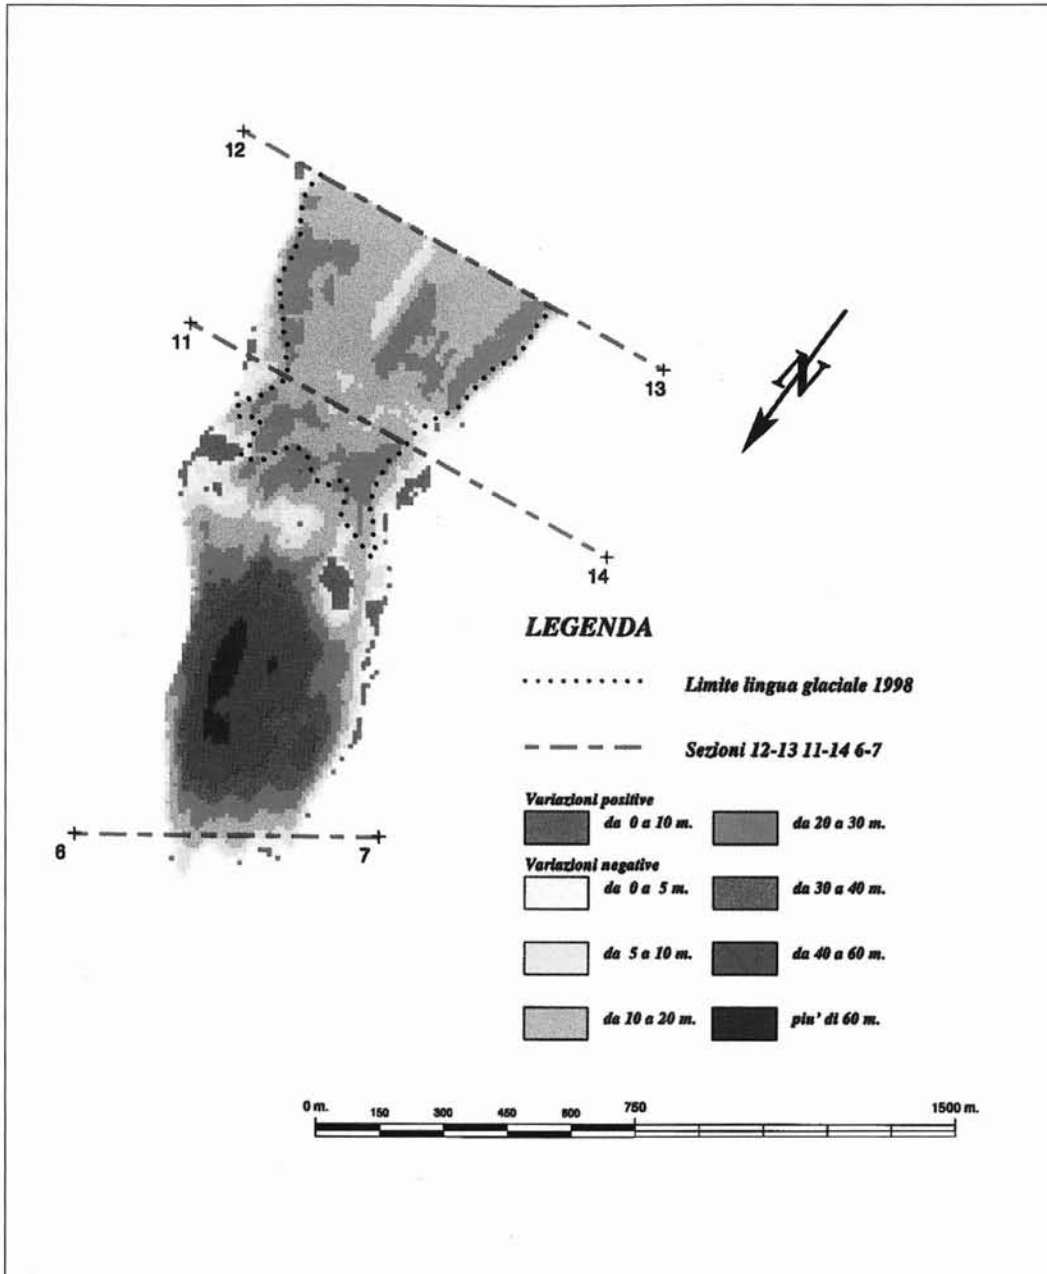 12
11
13
N
14
LEGENDA
Limite lingua glaciale 1998
Sezioni 12-13 11-14 6-7
Variazioni positive
da 0 a 10 m.
da 20 a 30 m.
Variazioni negative
da 0 a 5 m.
da 30 a 40 m.
da 5 a 10 m.
da 40 a 60 m.
da 10 a 20 m.
piu' di 60 m.
6
7
0 m. 150 300 450 600 750 1500 m.